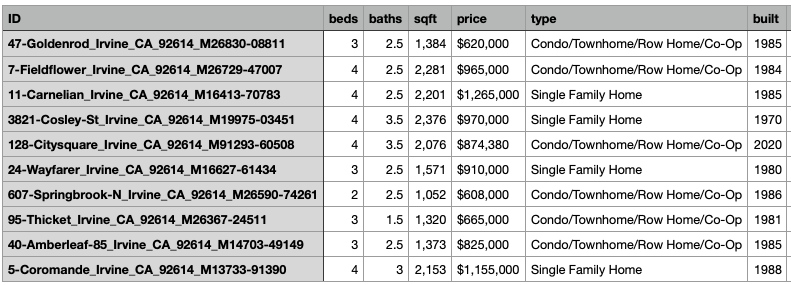 ID beds baths sqft price type built
47-Goldenrod_Irvine_CA_92614_M26830-08811 3 2.5 1,384 $620,000 Condo/Townhome/Row Home/Co-Op 1985
7-Fieldflower_Irvine_CA_92614_M26729-47007 4 2.5 2,281 $965,000 Condo/Townhome/Row Home/Co-Op 1984
11-Carnelian_Irvine_CA_92614_M16413-70783 4 2.5 2,201 $1,265,000 Single Family Home 1985
3821-Cosley-St_Irvine_CA_92614_M19975-03451 4 3.5 2,376 $970,000 Single Family Home 1970
128-Citysquare_Irvine_CA_92614_M91293-60508 4 3.5 2,076 $874,380 Condo/Townhome/Row Home/Co-Op 2020
24-Wayfarer_Irvine_CA_92614_M16627-61434 3 2.5 1,571 $910,000 Single Family Home 1980
607-Springbrook-N_Irvine_CA_92614_M26590-74261 2 2.5 1,052 $608,000 Condo/Townhome/Row Home/Co-Op 1986
95-Thicket_Irvine_CA_92614_M26367-24511 3 1.5 1,320 $665,000 Condo/Townhome/Row Home/Co-Op 1981
40-Amberleaf-85_Irvine_CA_92614_M14703-49149 3 2.5 1,373 $825,000 Condo/Townhome/Row Home/Co-Op 1985
5-Coromande_Irvine_CA_92614_M13733-91390 4 3 2,153 $1,155,000 Single Family Home 1988